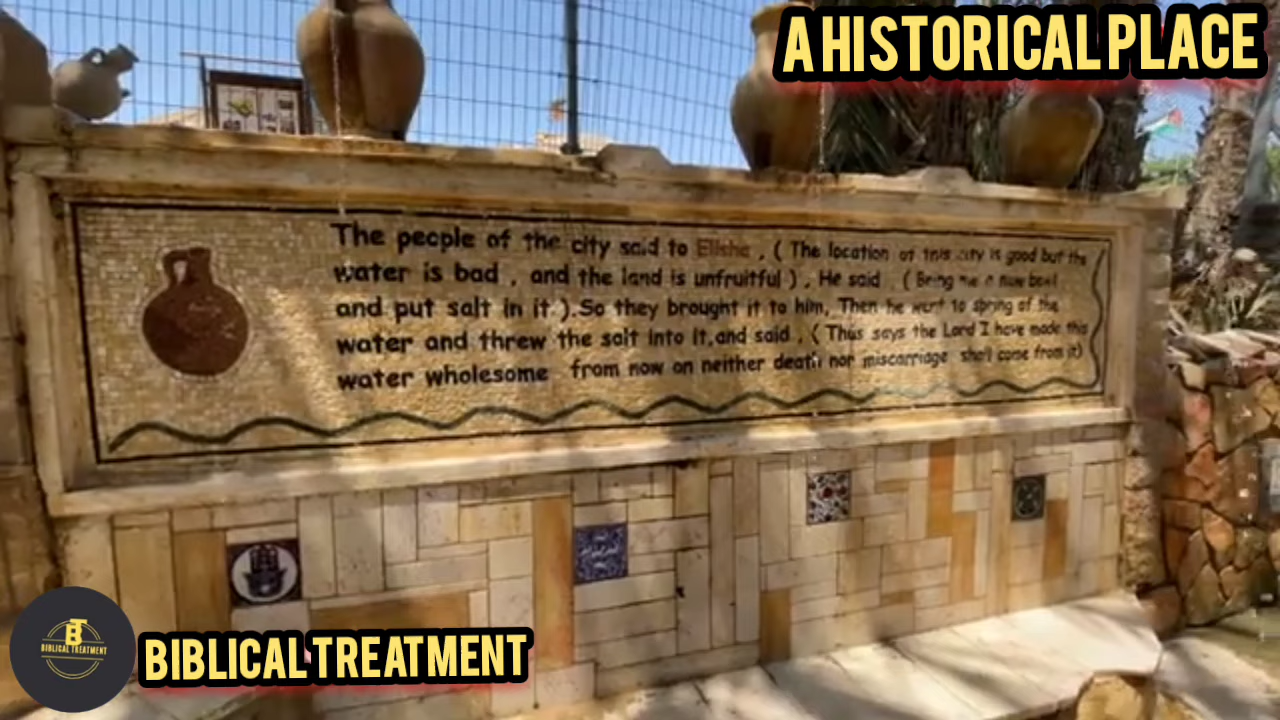 A HISTORICAL PLACE
The people of the city said to Elisha , ( The location of this city is good but the
water is bad , and the land is unfruitful ) , He said , ( Being me a new bowl
and put salt in it ).So they brought it to him, Then he went to spring of the
water and threw the salt into it,and said , ( Thus says the Lord I have made this
water wholesome from now on neither death nor miscarriage shall come from it)
BT
BIBLICAL TREATMENT
BIBLICAL TREATMENT